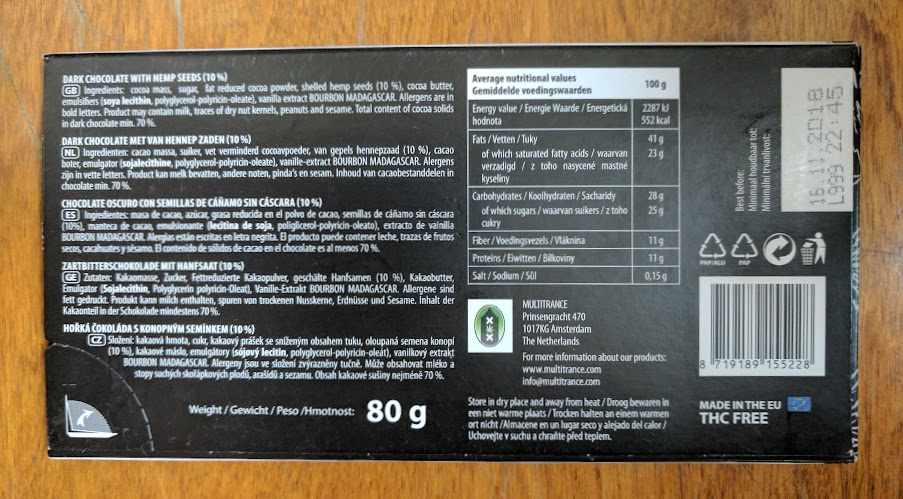 DARK CHOCOLATE WITH HEMP SEEDS (10 %)
GB Ingredients: cocoa mass, sugar, fat reduced cocoa powder, shelled hemp seeds (10 %), cocoa butter,
emulsifiers (soya lecithin, polyglycerol-polyricin-oleate), vanilla extract BOURBON MADAGASCAR. Allergens are in
bold letters. Product may contain milk, traces of dry nut kernels, peanuts and sesame. Total content of cocoa solids
in dark chocolate min. 70 %.
DARK CHOCOLATE MET VAN HENNEP ZADEN (10 %)
NL Ingredienten: cacao massa, suiker, vet verminderd cocoavpoeder, van gepels hennepzaad (10 %), cacao
boter, emulgator (sojalecithine, polyglycerol-polyricin-oleate), vanille-extract BOURBON MADAGASCAR. Alergens
zijn in vette letters. Product kan melk bevatten, andere noten, pinda's en sesam. Inhoud van cacaobestanddelen in
chocolate min. 70 %.
CHOCOLATE OSCURO CON SEMILLAS DE CÁÑAMO SIN CÁSCARA (10 %)
ES Ingredientes: masa de cacao, azúcar, grasa reducida en el polvo de cacao, semillas de cáñamo sin cáscara
(10%), manteca de cacao, emulsionante (lecitina de soja, poliglicerol-polyricin-oleato), extracto de vainilla
BOURBON MADAGASCAR. Alergias están escritas en letra negrita. El producto puede contener leche, trazas de frutos
secos, cacahuates y sésamo. El contenido de sólidos de cacao en el chocolate es al menos 70 %.
ZARTBITTERSCHOKOLADE MIT HANFSAAT (10 %)
GE Zutaten: Kakaomasse, Zucker, Fettreduzierte Kakaopulver, geschälte Hanfsamen (10 %), Kakaobutter,
Emulgator (Sojalecithin, Polyglycerin polyricin-Oleat), Vanille-Extrakt BOURBON MADAGASCAR. Allergene sind
fett gedruckt. Produkt kann milch enthalten, spuren von trockenen Nusskerne, Erdnüsse und Sesame. Inhalt der
Kakaonteil in der Schokolade mindestens 70 %.
HOŘKÁ ČOKOLÁDA S KONOPNÝM SEMÍNKEM (10 %)
CZ Složení: kakaová hmota, cukr, kakaový prášek se sníženým obsahem tuku, oloupaná semena konopí
(10 %), kakaové máslo, emulgátory (sójový lecitin, polyglycerol-polyricin-oleát), vanilkový extrakt
BOURBON MADAGASCAR. Alergeny jsou ve složení zvýrazněny tučně. Může obsahovat mléko a
stopy suchých skořápkových plodů, arašídů a sezamu. Obsah kakaové sušiny nejméně 70 %.
Weight / Gewicht / Peso /Hmotnost: 80 g
Average nutritional values
Gemiddelde voedingswaarden 100 g
Energy value / Energie Waarde / Energetická 2287 kJ
hodnota 552 kcal
Fats / Vetten / Tuky 41 g
of which saturated fatty acids / waarvan 23 g
verzadigd / z toho nasycené mastné
kyseliny
Carbohydrates / Koolhydraten / Sacharidy 28 g
of which sugars / waarvan suikers / z toho 25 g
cukry
Fiber / Voedingsvezels / Vláknina 11 g
Proteins / Eiwitten / Bílkoviny 11 g
Salt / Sodium / Sůl 0,15 g
MULTITRANCE
Prinsengracht 470
1017KG Amsterdam
The Netherlands
For more information about our products:
www.multitrance.com
info@multitrance.com
Store in dry place and away from heat / Droog bewaren in
een niet warme plaats / Trocken halten an einem warmen
ort nicht /Almacene en un lugar seco y alejado del calor /
Uchovejte v suchu a chraňte před teplem.
Best before:
Minimaal houdbaar tot:
Minimální trvanlivost:
16.11.2018
L999 22:45
PAP/ALU PAP
8 719189 155228
MADE IN THE EU
THC FREE